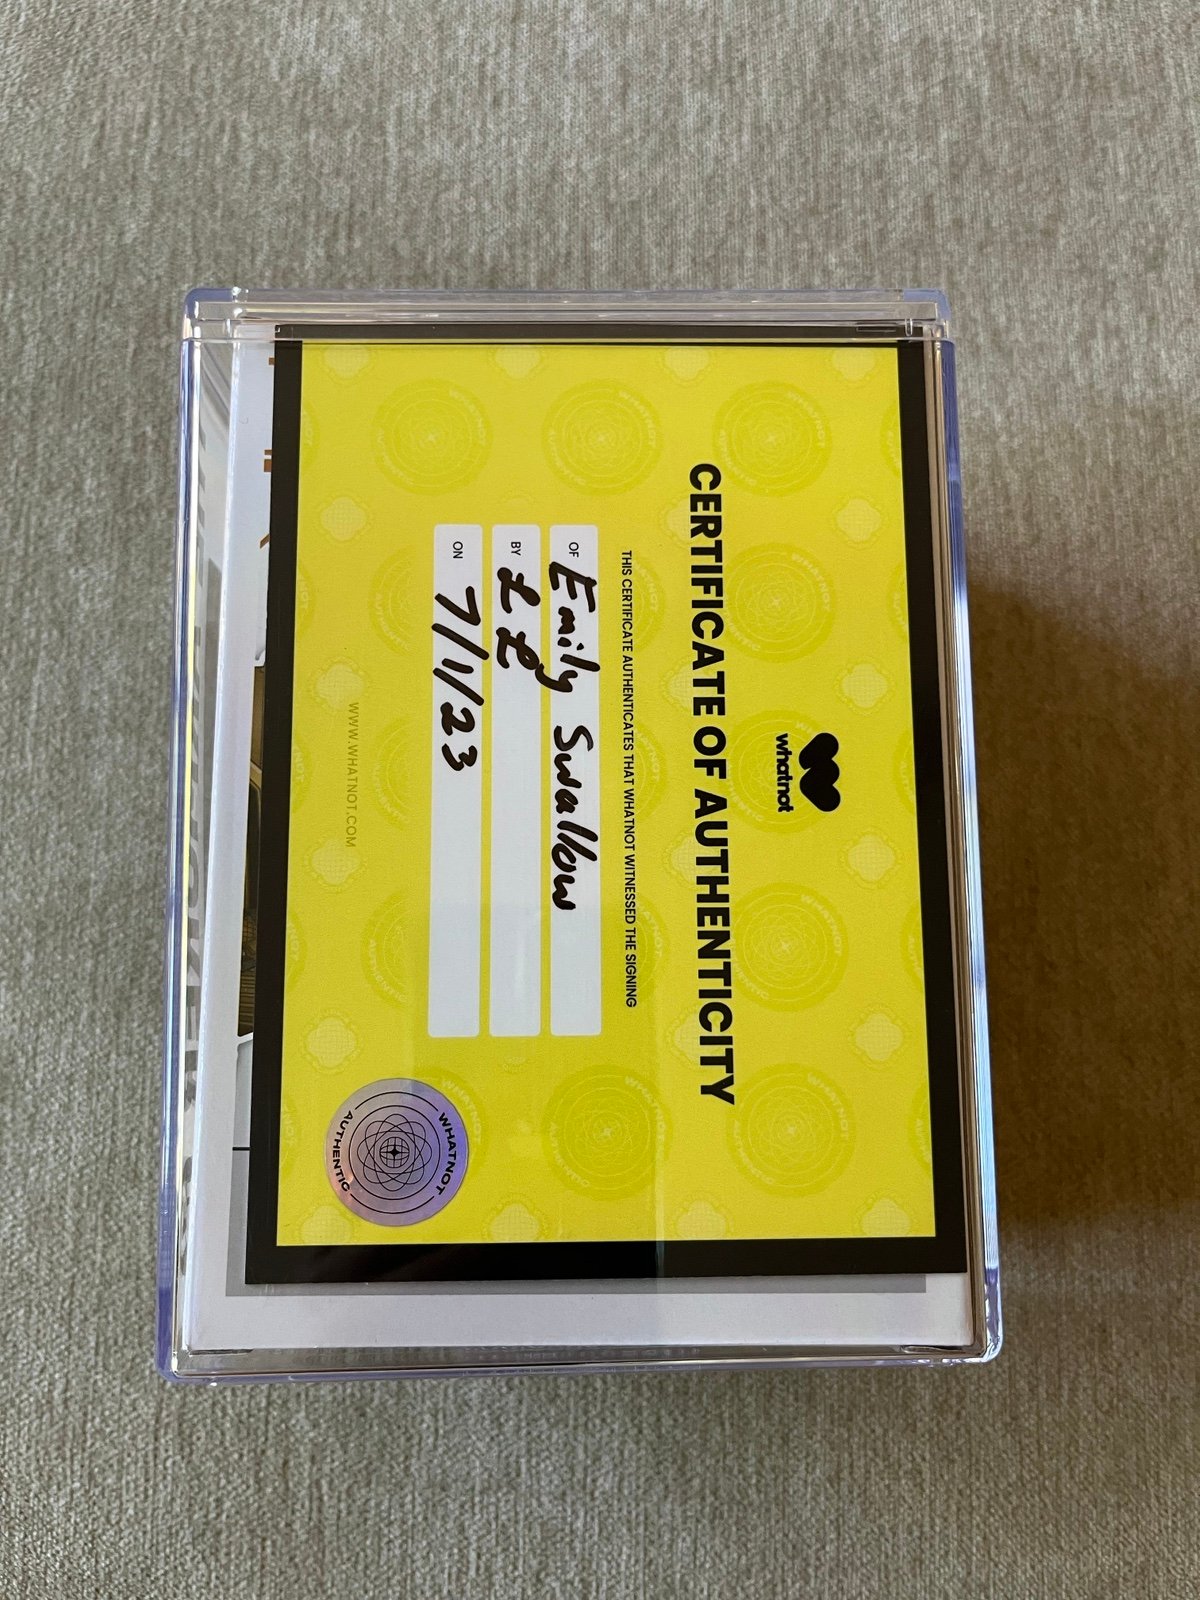 whatnot
CERTIFICATE OF AUTHENTICITY
THIS CERTIFICATE AUTHENTICATES THAT WHATNOT WITNESSED THE SIGNING
OF Emily Swallow
BY
ON 7/1/23
WWW.WHATNOT.COM
WHATNOT
AUTHENTIC